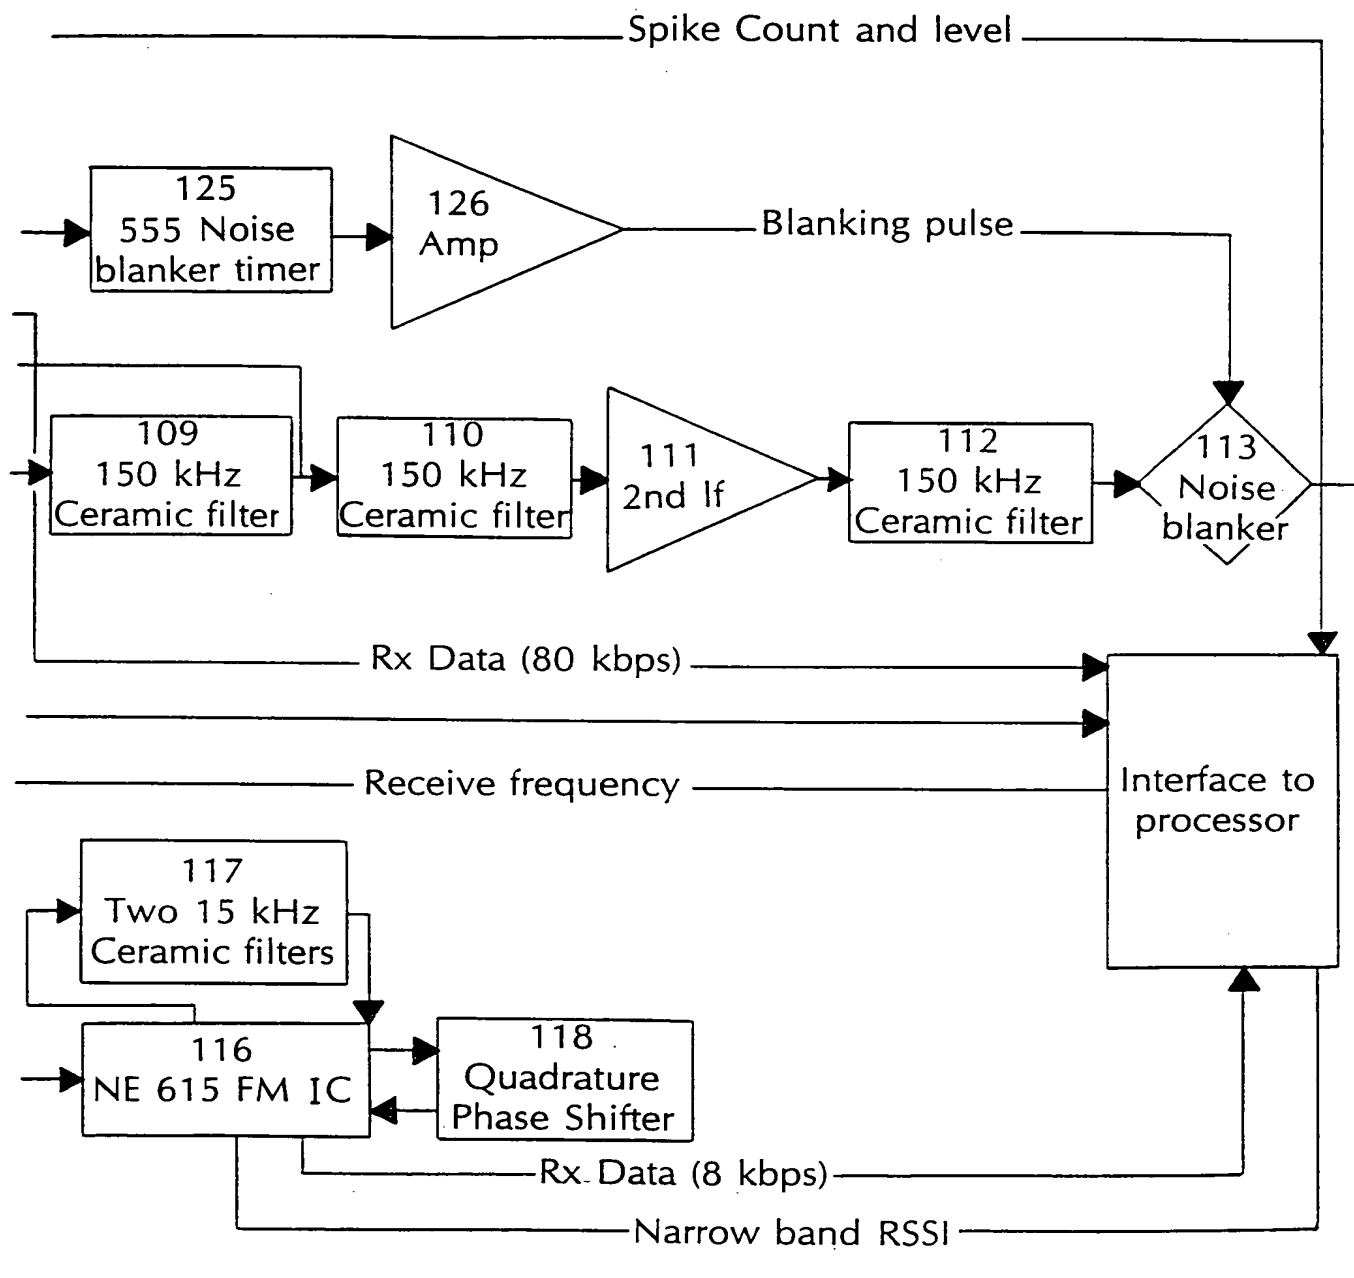 Spike Count and level
125
555 Noise
blanker timer
126
Amp
Blanking pulse
109
150 kHz
Ceramic filter
110
150 kHz
Ceramic filter
111
2nd If
112
150 kHz
Ceramic filter
113
Noise
blanker
Rx Data (80 kbps)
Receive frequency
Interface to
processor
117
Two 15 kHz
Ceramic filters
116
NE 615 FM IC
118
Quadrature
Phase Shifter
Rx Data (8 kbps)
Narrow band RSSI